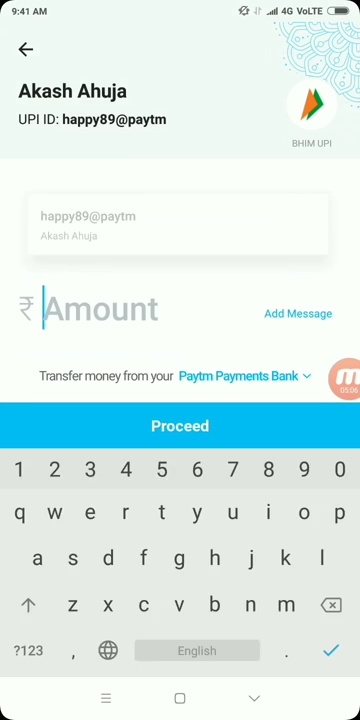 9:41 AM 4G VoLTE
Akash Ahuja
UPI ID: happy89@paytm
BHIM UPI
happy89@paytm
Akash Ahuja
₹ Amount
Add Message
Transfer money from your Paytm Payments Bank
05:06
Proceed
1 2 3 4 5 6 7 8 9 0
q w e r t y u i o p
a s d f g h j k l
z x c v b n m
?123 , English .